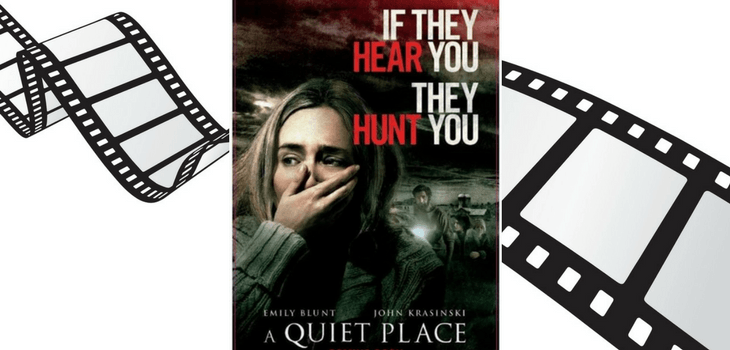 IF THEY
HEAR YOU
THEY
HUNT YOU
EMILY BLUNT JOHN KRASINSKI
A QUIET PLACE